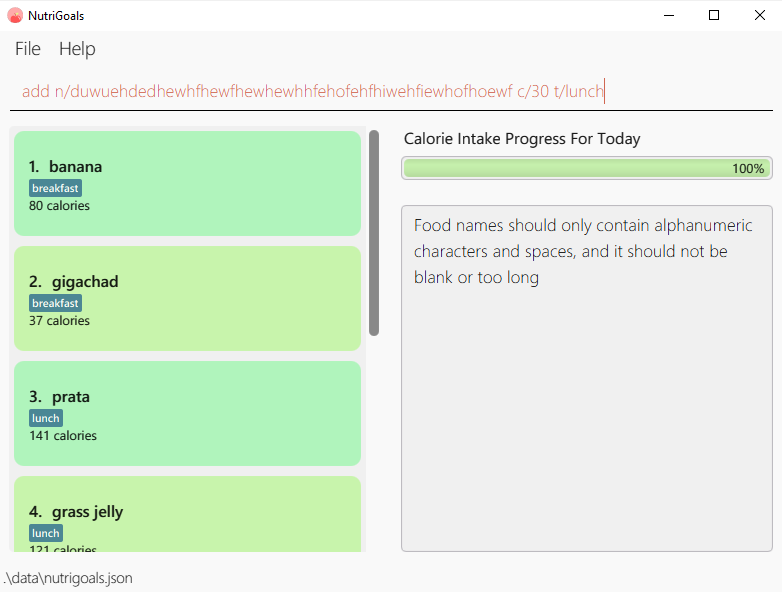 NutriGoals
File Help
add n/duwuehdedhewhfhewfhewhewhhfehofehfhiwehfiewhofhoewf c/30 t/lunch
1. banana
breakfast
80 calories
2. gigachad
breakfast
37 calories
3. prata
lunch
141 calories
4. grass jelly
lunch
121 calories
Calorie Intake Progress For Today
100%
Food names should only contain alphanumeric
characters and spaces, and it should not be
blank or too long
.\data\nutrigoals.json